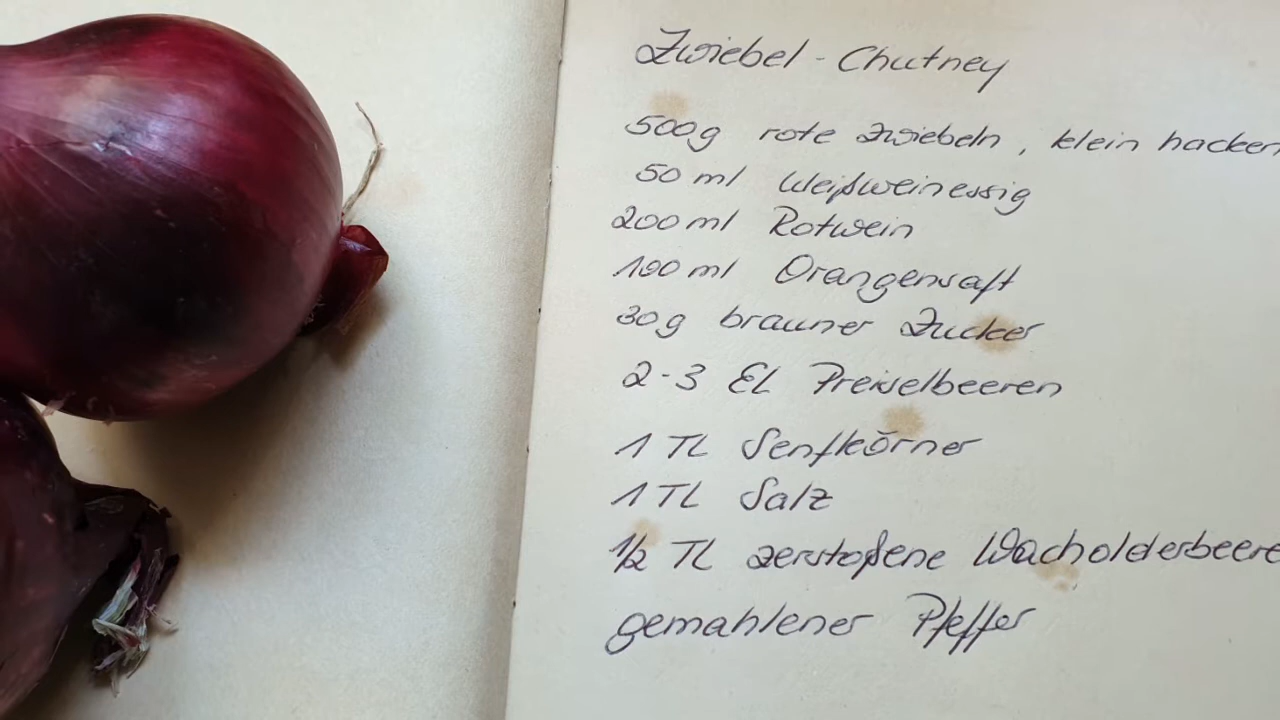 Zwiebel - Chutney
500g rote Zwiebeln, klein hacken
50 ml Weißweinessig
200 ml Rotwein
100 ml Orangensaft
30g brauner Zucker
2-3 EL Preiselbeeren
1 TL Senfkörner
1 TL Salz
1/2 TL zerstoßene Wacholderbeere
gemahlener Pfeffer